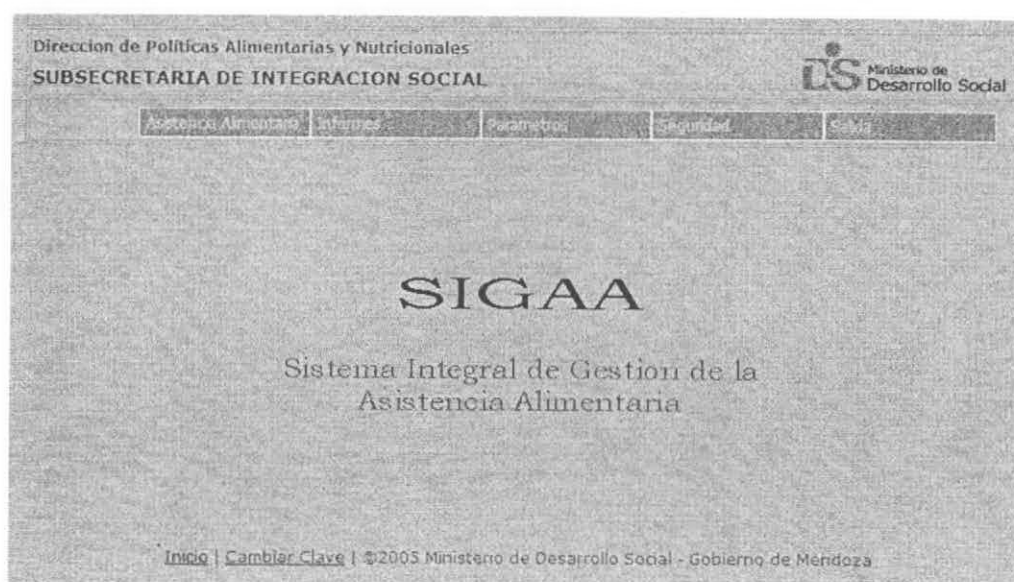 Direccion de Políticas Alimentarias y Nutricionales
SUBSECRETARIA DE INTEGRACION SOCIAL
DS Ministerio de
Desarrollo Social
Asistencia Alimentaria Informes Parametros Seguridad Salida
SIGAA
Sistema Integral de Gestion de la
Asistencia Alimentaria
Inicio | Cambiar Clave | ©2005 Ministerio de Desarrollo Social - Gobierno de Mendoza